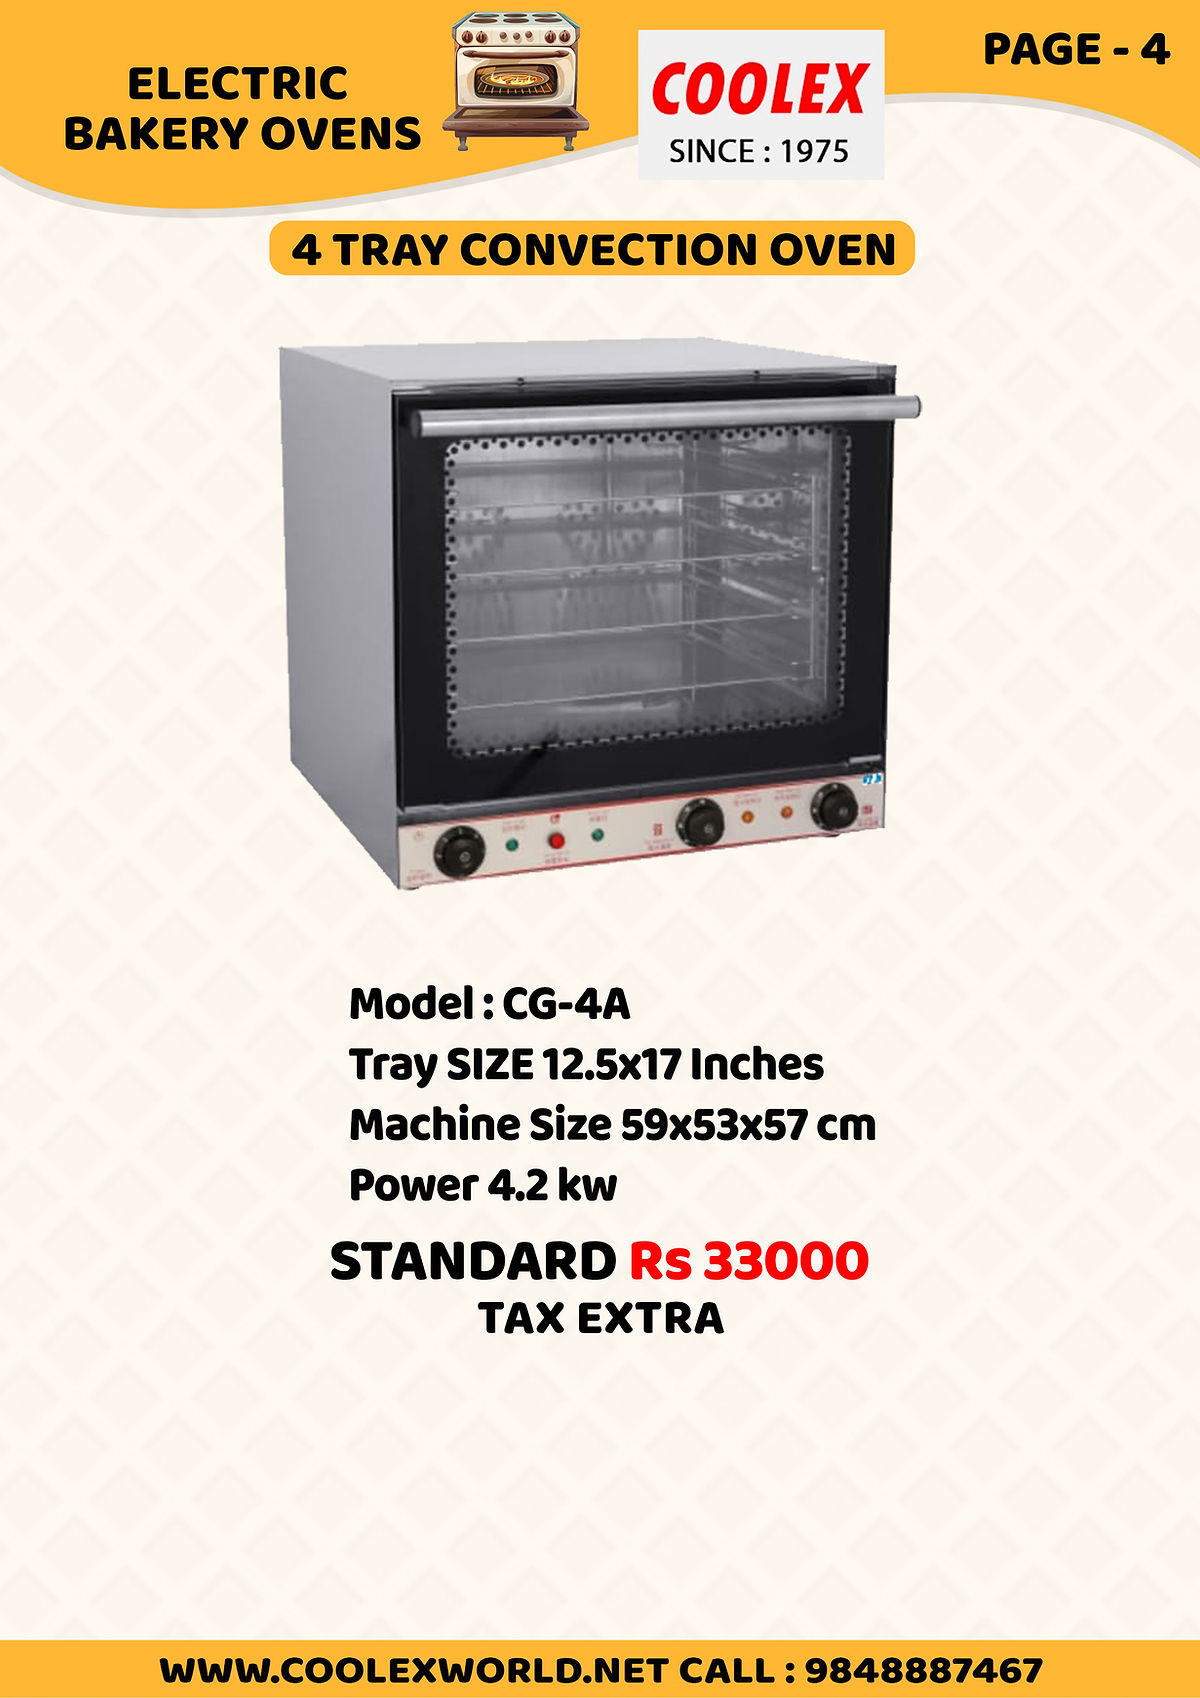 ELECTRIC
BAKERY OVENS
COOLEX
SINCE : 1975
PAGE - 4
4 TRAY CONVECTION OVEN
Model : CG-4A
Tray SIZE 12.5x17 Inches
Machine Size 59x53x57 cm
Power 4.2 kw
STANDARD Rs 33000
TAX EXTRA
WWW.COOLEXWORLD.NET CALL : 9848887467